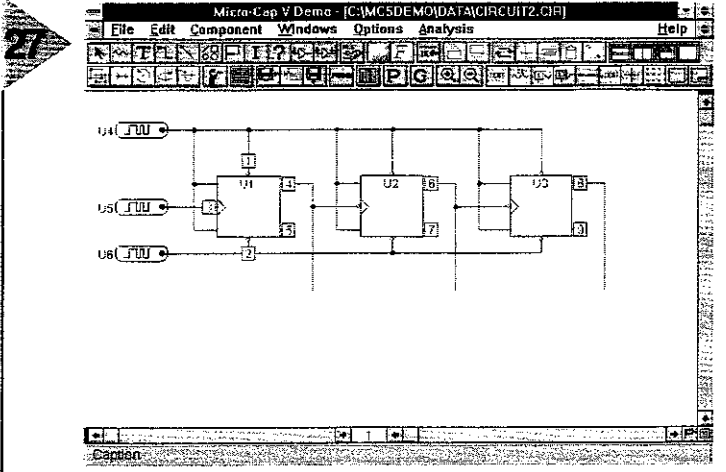 27
Micro-Cap V Demo - [C:\MC5DEMO\DATA\CIRCUIT2.CIR]
File Edit Component Windows Options Analysis Help
P G
U4
1
U1 4 U2 6 U3 8
U5 3
5 7 9
U6 2
1
Caption